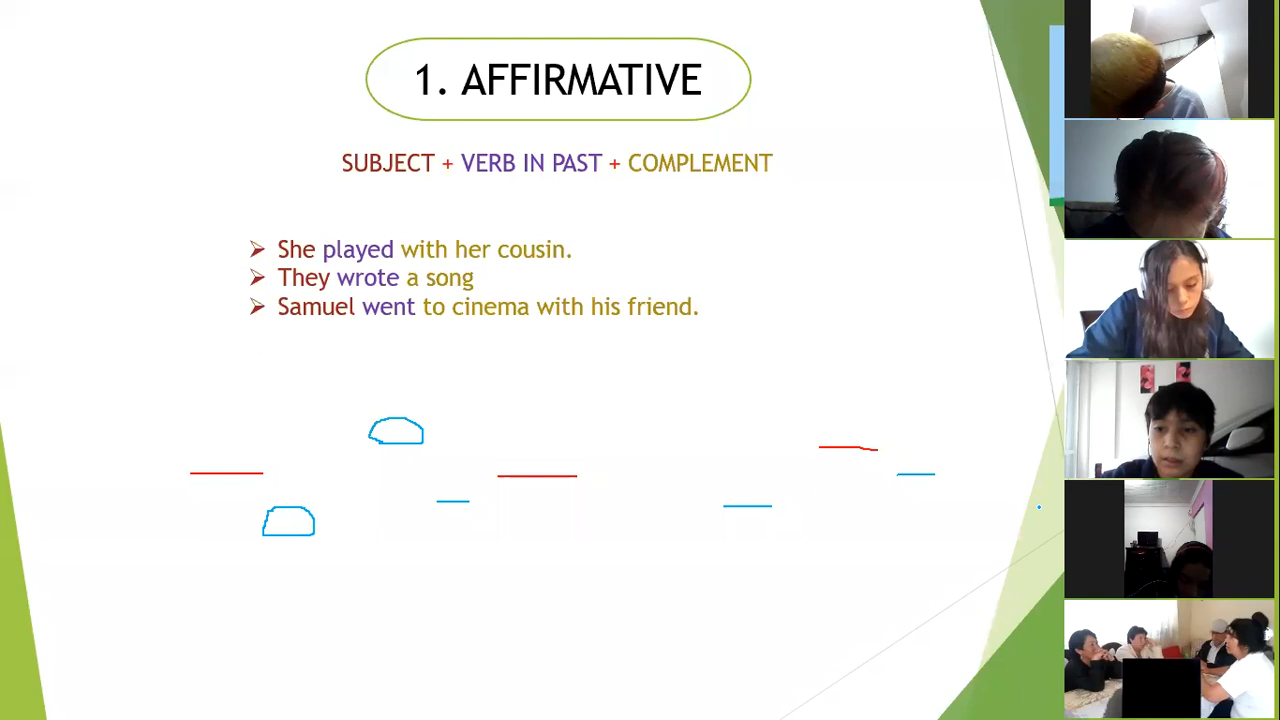 1. AFFIRMATIVE
SUBJECT + VERB IN PAST + COMPLEMENT
She played with her cousin.
They wrote a song
Samuel went to cinema with his friend.